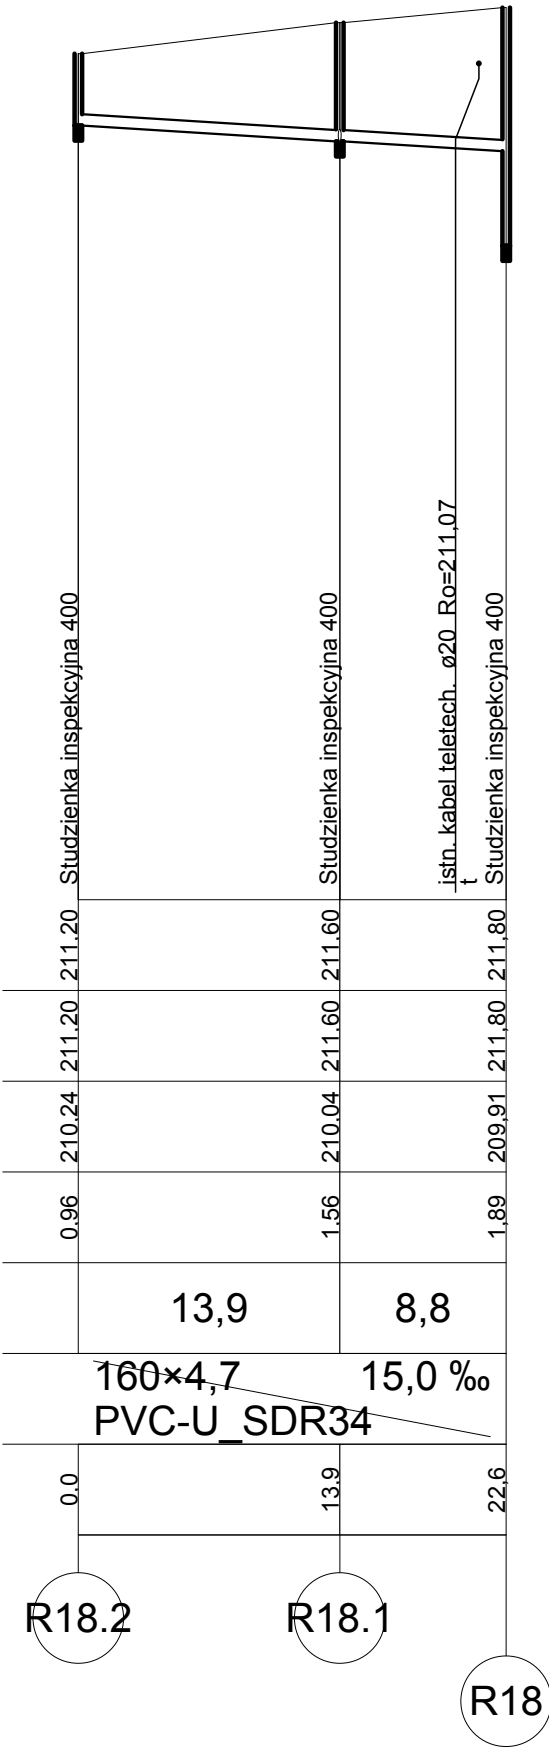 Studzienka inspekcyjna 400
Studzienka inspekcyjna 400
istn. kabel teletech. ø20 Ro=211,07
t
Studzienka inspekcyjna 400
211.20
211.60
211,80
211.20
211.60
211,80
210.24
210.04
209,91
0.96
1.56
1,89
13,9
8,8
160×4,7
15,0 ‰
PVC-U_SDR34
0.0
13.9
22,6
R18.2
R18.1
R18